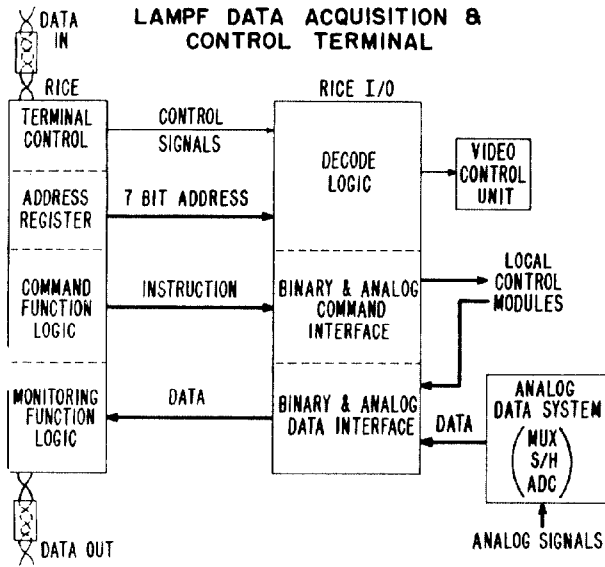 LAMPF DATA ACQUISITION &
CONTROL TERMINAL
DATA
IN
RICE
RICE I/O
TERMINAL
CONTROL
CONTROL
SIGNALS
DECODE
LOGIC
VIDEO
CONTROL
UNIT
ADDRESS
REGISTER
7 BIT ADDRESS
COMMAND
FUNCTION
LOGIC
INSTRUCTION
BINARY & ANALOG
COMMAND
INTERFACE
LOCAL
CONTROL
MODULES
MONITORING
FUNCTION
LOGIC
DATA
BINARY & ANALOG
DATA INTERFACE
DATA
ANALOG
DATA SYSTEM
(MUX
S/H
ADC)
ANALOG SIGNALS
DATA OUT